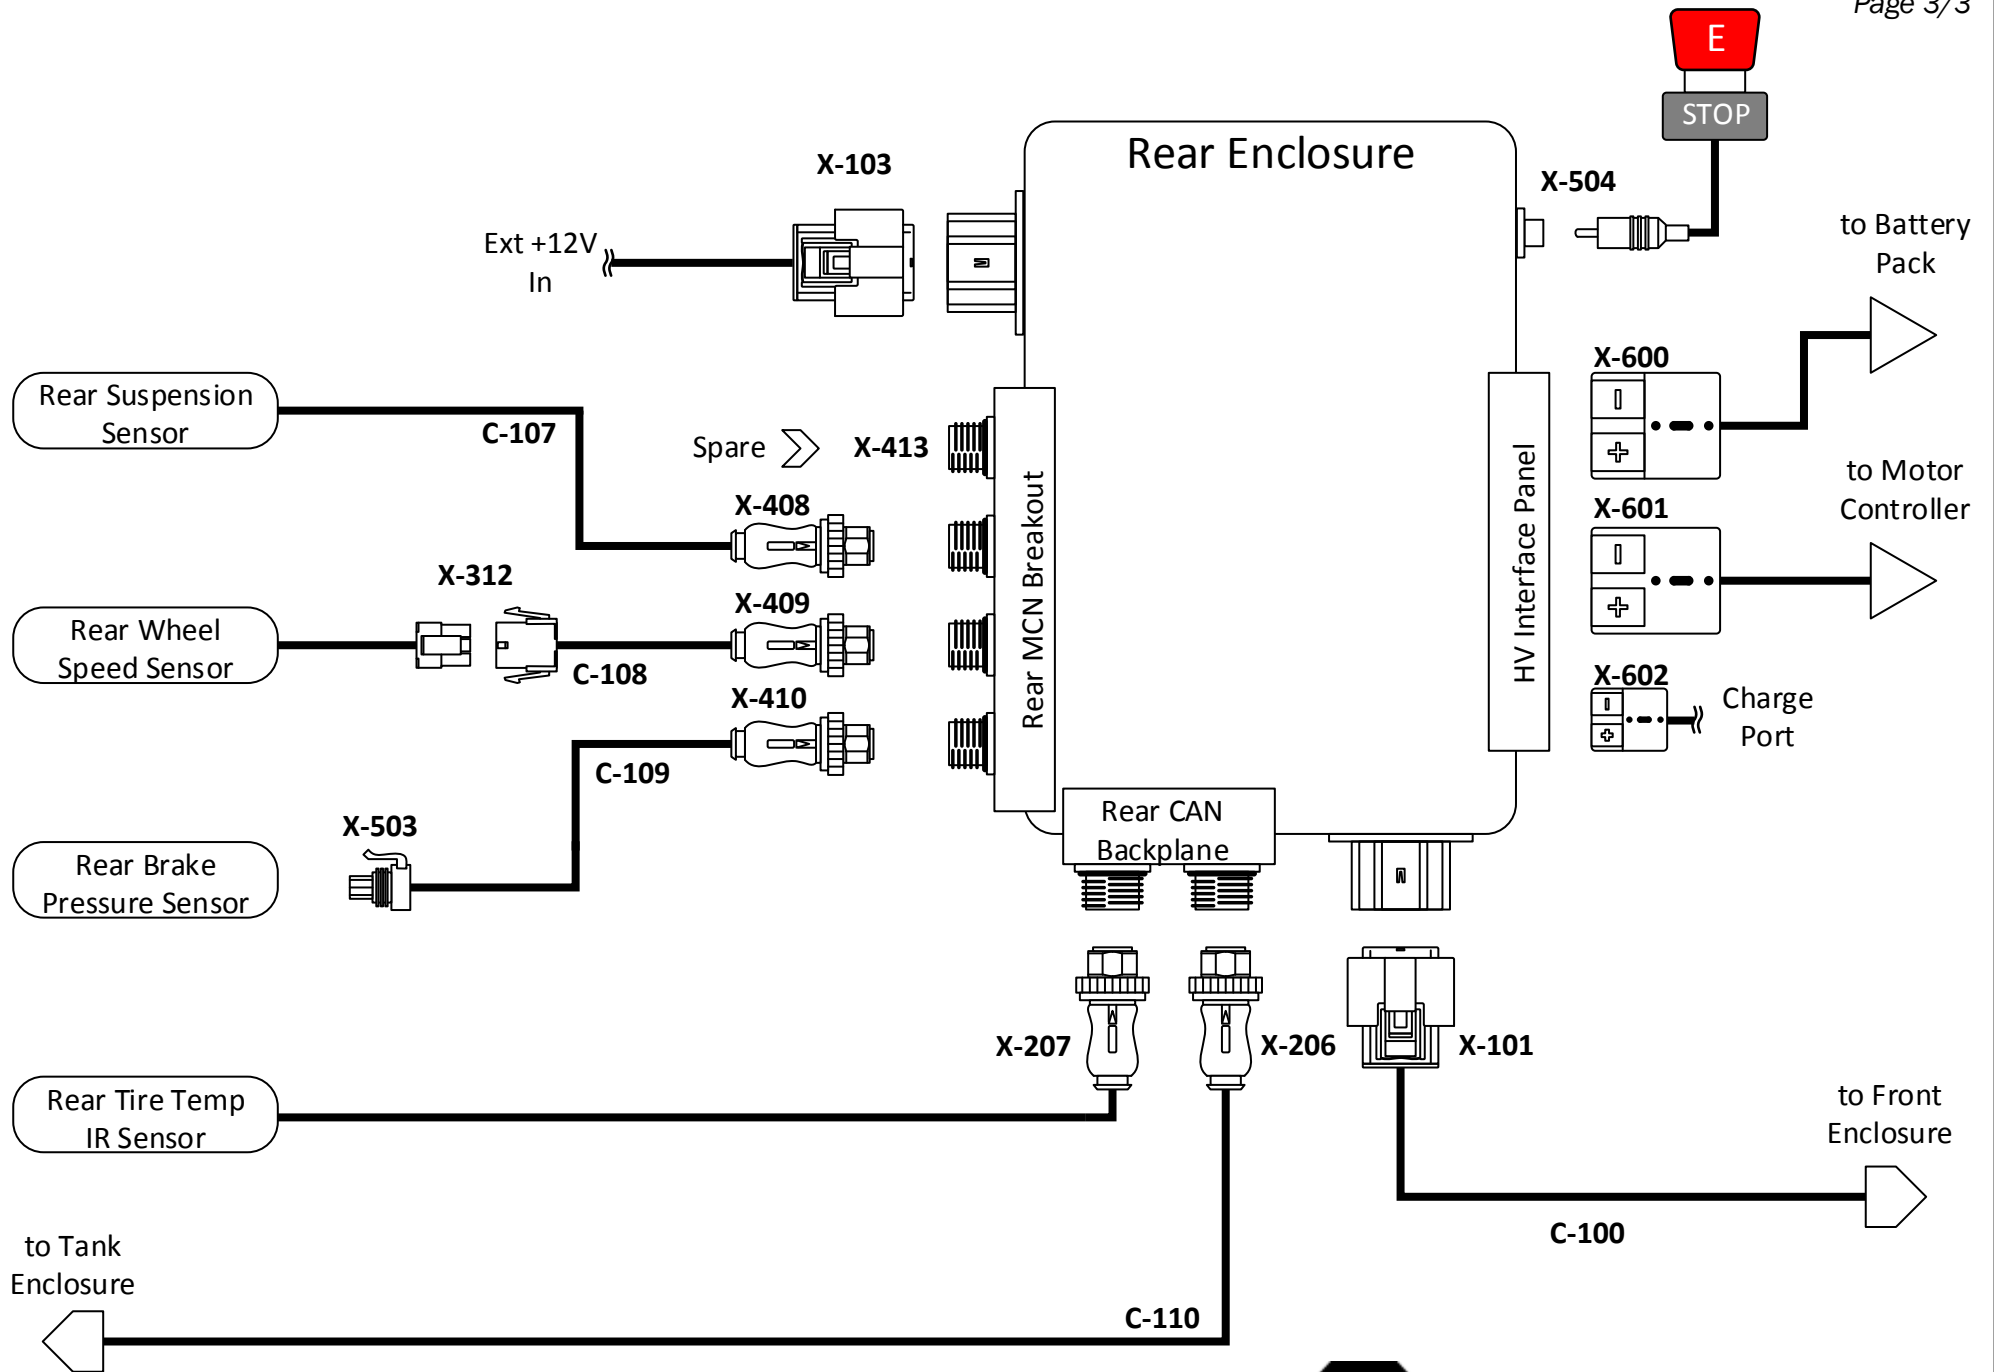 Page 3/3
E
STOP
Rear Enclosure
X-103
X-504
Ext +12V
In
to Battery
Pack
X-600
Rear Suspension
Sensor
C-107
Spare
X-413
X-408
to Motor
Controller
X-601
Rear MCN Breakout
HV Interface Panel
X-312
X-409
Rear Wheel
Speed Sensor
C-108
X-410
X-602
Charge
Port
C-109
X-503
Rear Brake
Pressure Sensor
Rear CAN
Backplane
X-207
X-206
X-101
Rear Tire Temp
IR Sensor
to Front
Enclosure
C-100
to Tank
Enclosure
C-110